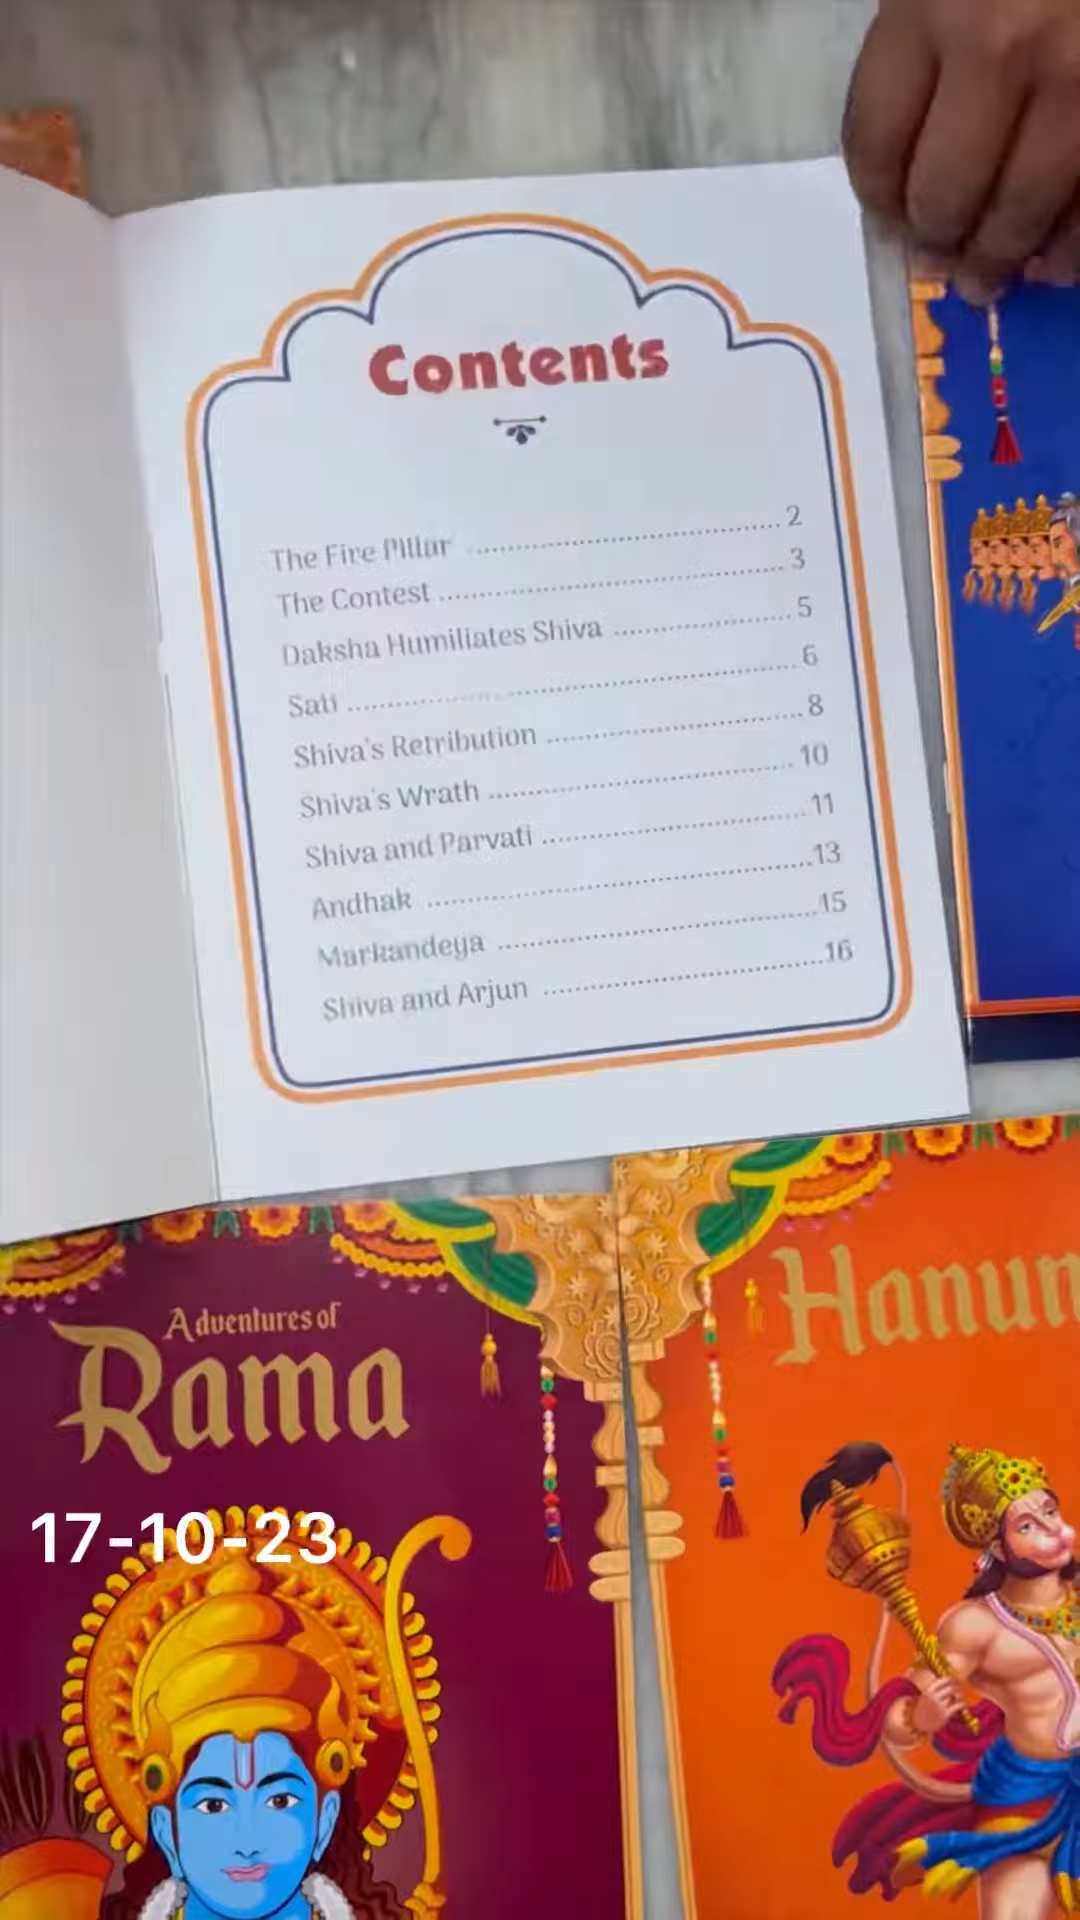 Contents
The Fire Pillar 2
The Contest 3
Daksha Humiliates Shiva 5
Sati 6
Shiva's Retribution 8
Shiva's Wrath 10
Shiva and Parvati 11
Andhak 13
Markandeya 15
Shiva and Arjun 16
Adventures of
Rama
Hanum
17-10-23